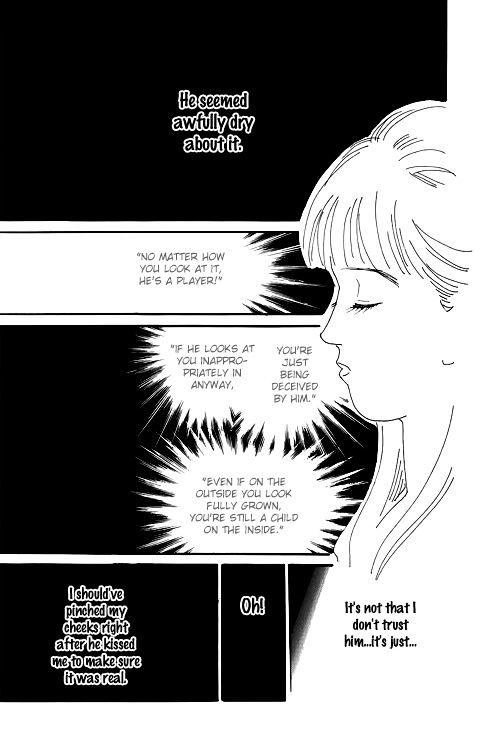 He seemed
awfully dry
about it.
"NO MATTER HOW
YOU LOOK AT IT,
HE'S A PLAYER!"
"IF HE LOOKS AT
YOU INAPPRO-
PRIATELY IN
ANYWAY,
YOU'RE
JUST
BEING
DECEIVED
BY HIM."
"EVEN IF ON THE
OUTSIDE YOU LOOK
FULLY GROWN,
YOU'RE STILL A CHILD
ON THE INSIDE."
It's not that I
don't trust
him...it's just...
Oh!
I should've
pinched my
cheeks right
after he kissed
me to make sure
it was real.